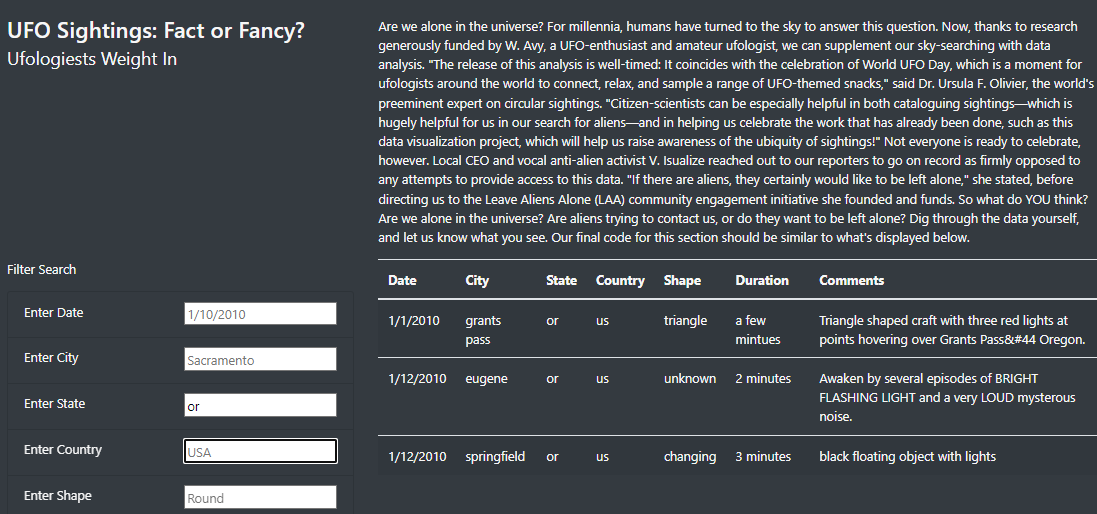 UFO Sightings: Fact or Fancy?
Ufologiests Weight In
Are we alone in the universe? For millennia, humans have turned to the sky to answer this question. Now, thanks to research
generously funded by W. Avy, a UFO-enthusiast and amateur ufologist, we can supplement our sky-searching with data
analysis. "The release of this analysis is well-timed: It coincides with the celebration of World UFO Day, which is a moment for
ufologists around the world to connect, relax, and sample a range of UFO-themed snacks," said Dr. Ursula F. Olivier, the world's
preeminent expert on circular sightings. "Citizen-scientists can be especially helpful in both cataloguing sightings—which is
hugely helpful for us in our search for aliens—and in helping us celebrate the work that has already been done, such as this
data visualization project, which will help us raise awareness of the ubiquity of sightings!" Not everyone is ready to celebrate,
however. Local CEO and vocal anti-alien activist V. Isualize reached out to our reporters to go on record as firmly opposed to
any attempts to provide access to this data. "If there are aliens, they certainly would like to be left alone," she stated, before
directing us to the Leave Aliens Alone (LAA) community engagement initiative she founded and funds. So what do YOU think?
Are we alone in the universe? Are aliens trying to contact us, or do they want to be left alone? Dig through the data yourself,
and let us know what you see. Our final code for this section should be similar to what's displayed below.
Filter Search
Enter Date 1/10/2010
Enter City Sacramento
Enter State or
Enter Country USA
Enter Shape Round
Date City State Country Shape Duration Comments
1/1/2010 grants or us triangle a few Triangle shaped craft with three red lights at
pass mintues points hovering over Grants Pass&#44 Oregon.
1/12/2010 eugene or us unknown 2 minutes Awaken by several episodes of BRIGHT
FLASHING LIGHT and a very LOUD mysterous
noise.
1/12/2010 springfield or us changing 3 minutes black floating object with lights